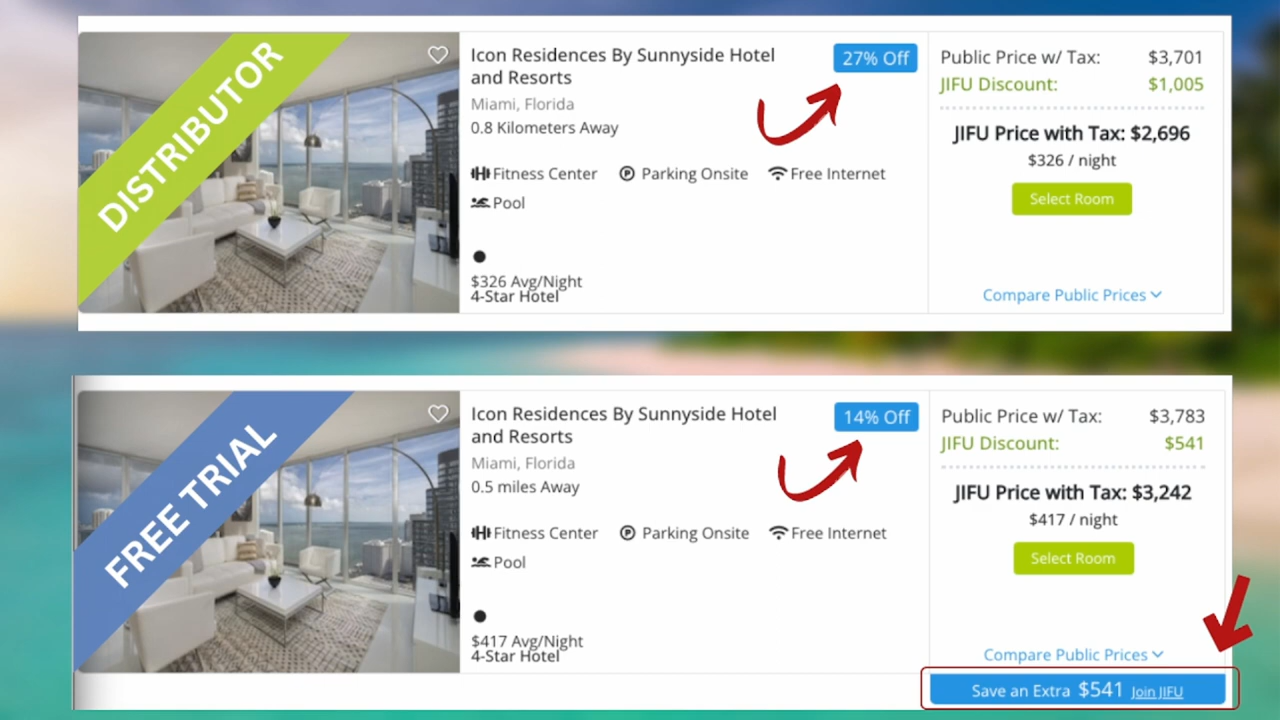 DISTRIBUTOR
Icon Residences By Sunnyside Hotel
and Resorts
27% Off
Miami, Florida
0.8 Kilometers Away
Fitness Center Parking Onsite Free Internet
Pool
$326 Avg/Night
4-Star Hotel
Public Price w/ Tax: $3,701
JIFU Discount: $1,005
JIFU Price with Tax: $2,696
$326 / night
Select Room
Compare Public Prices
FREE TRIAL
Icon Residences By Sunnyside Hotel
and Resorts
14% Off
Miami, Florida
0.5 miles Away
Fitness Center Parking Onsite Free Internet
Pool
$417 Avg/Night
4-Star Hotel
Public Price w/ Tax: $3,783
JIFU Discount: $541
JIFU Price with Tax: $3,242
$417 / night
Select Room
Compare Public Prices
Save an Extra $541 Join JIFU